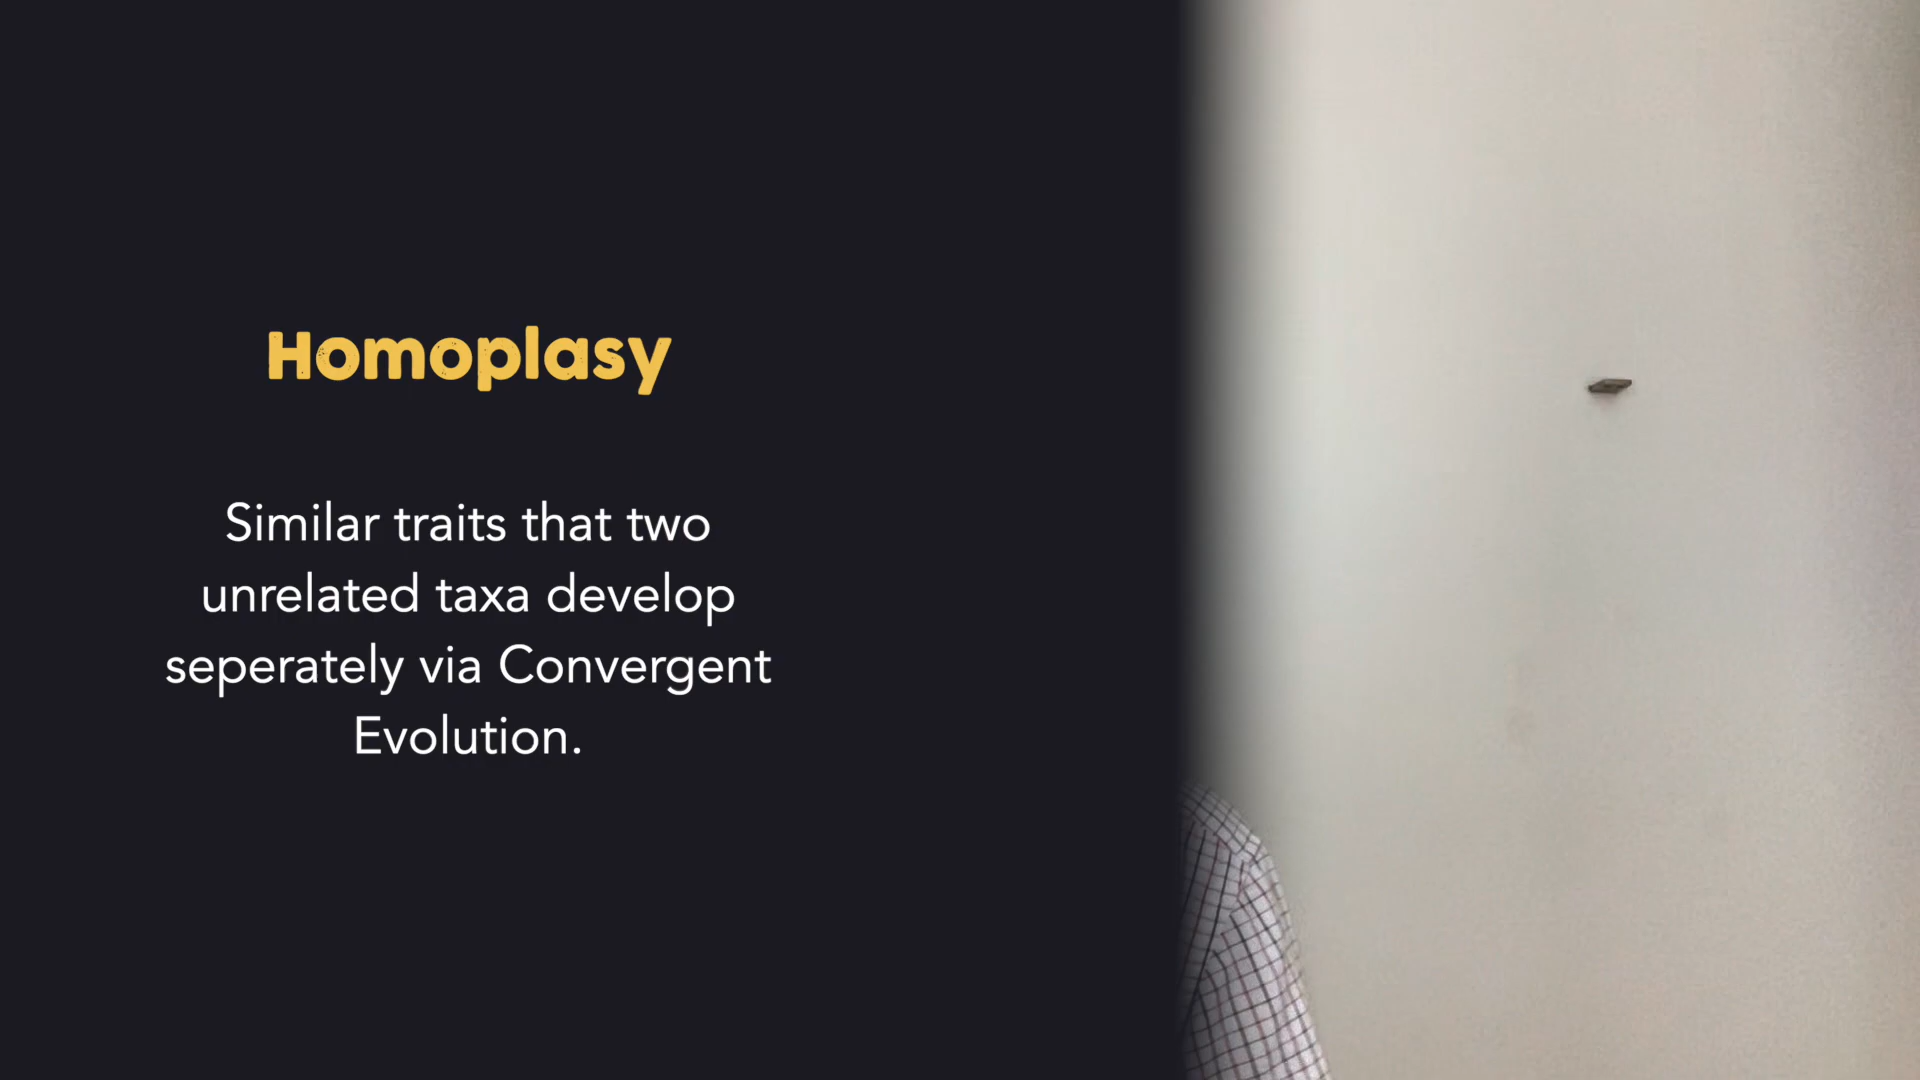 Homoplasy
Similar traits that two
unrelated taxa develop
seperately via Convergent
Evolution.